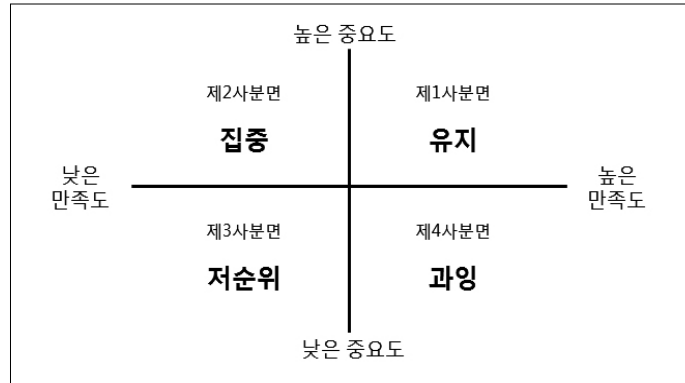 높은 중요도
제2사분면
제1사분면
집중
유지
낮은
만족도
높은
만족도
제3사분면
제4사분면
저순위
과잉
낮은 중요도